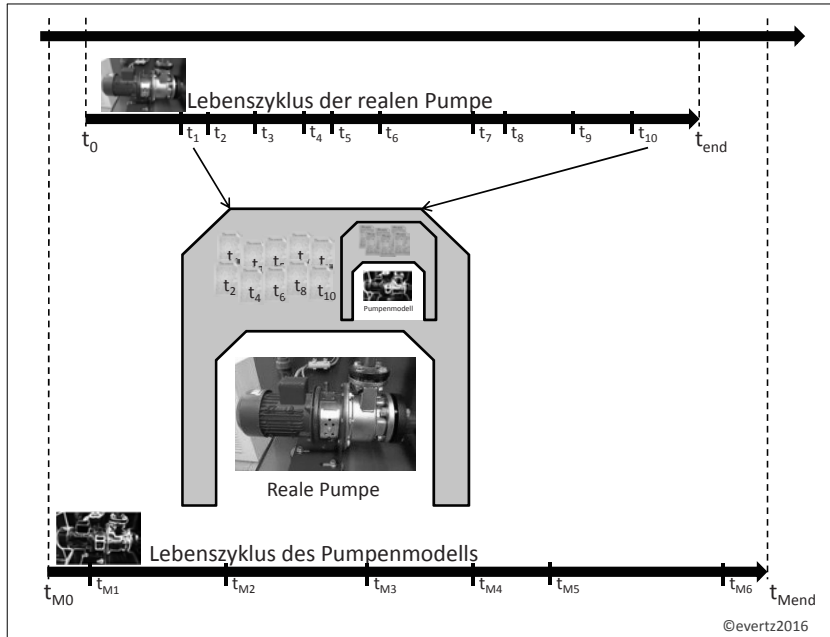 Lebenszyklus der realen Pumpe
t0 t1 t2 t3 t4 t5 t6 t7 t8 t9 t10 tend
t2 t4 t6 t8 t10
Pumpenmodell
Reale Pumpe
Lebenszyklus des Pumpenmodells
tM0 tM1 tM2 tM3 tM4 tM5 tM6 tMend
©evertz2016